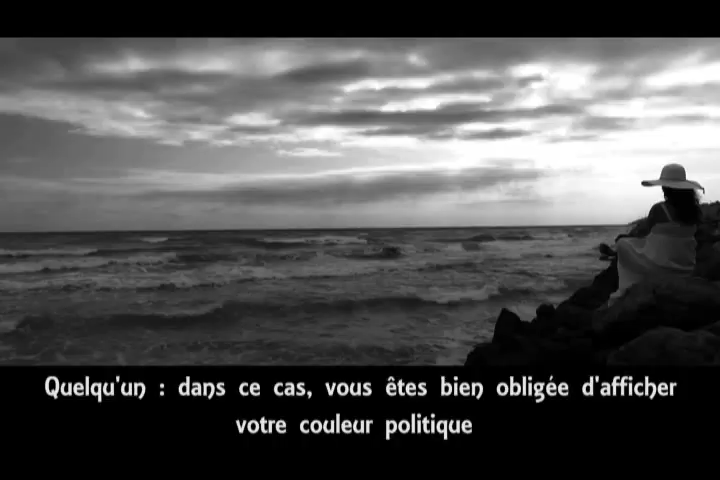 Quelqu'un : dans ce cas, vous êtes bien obligée d'afficher
votre couleur politique